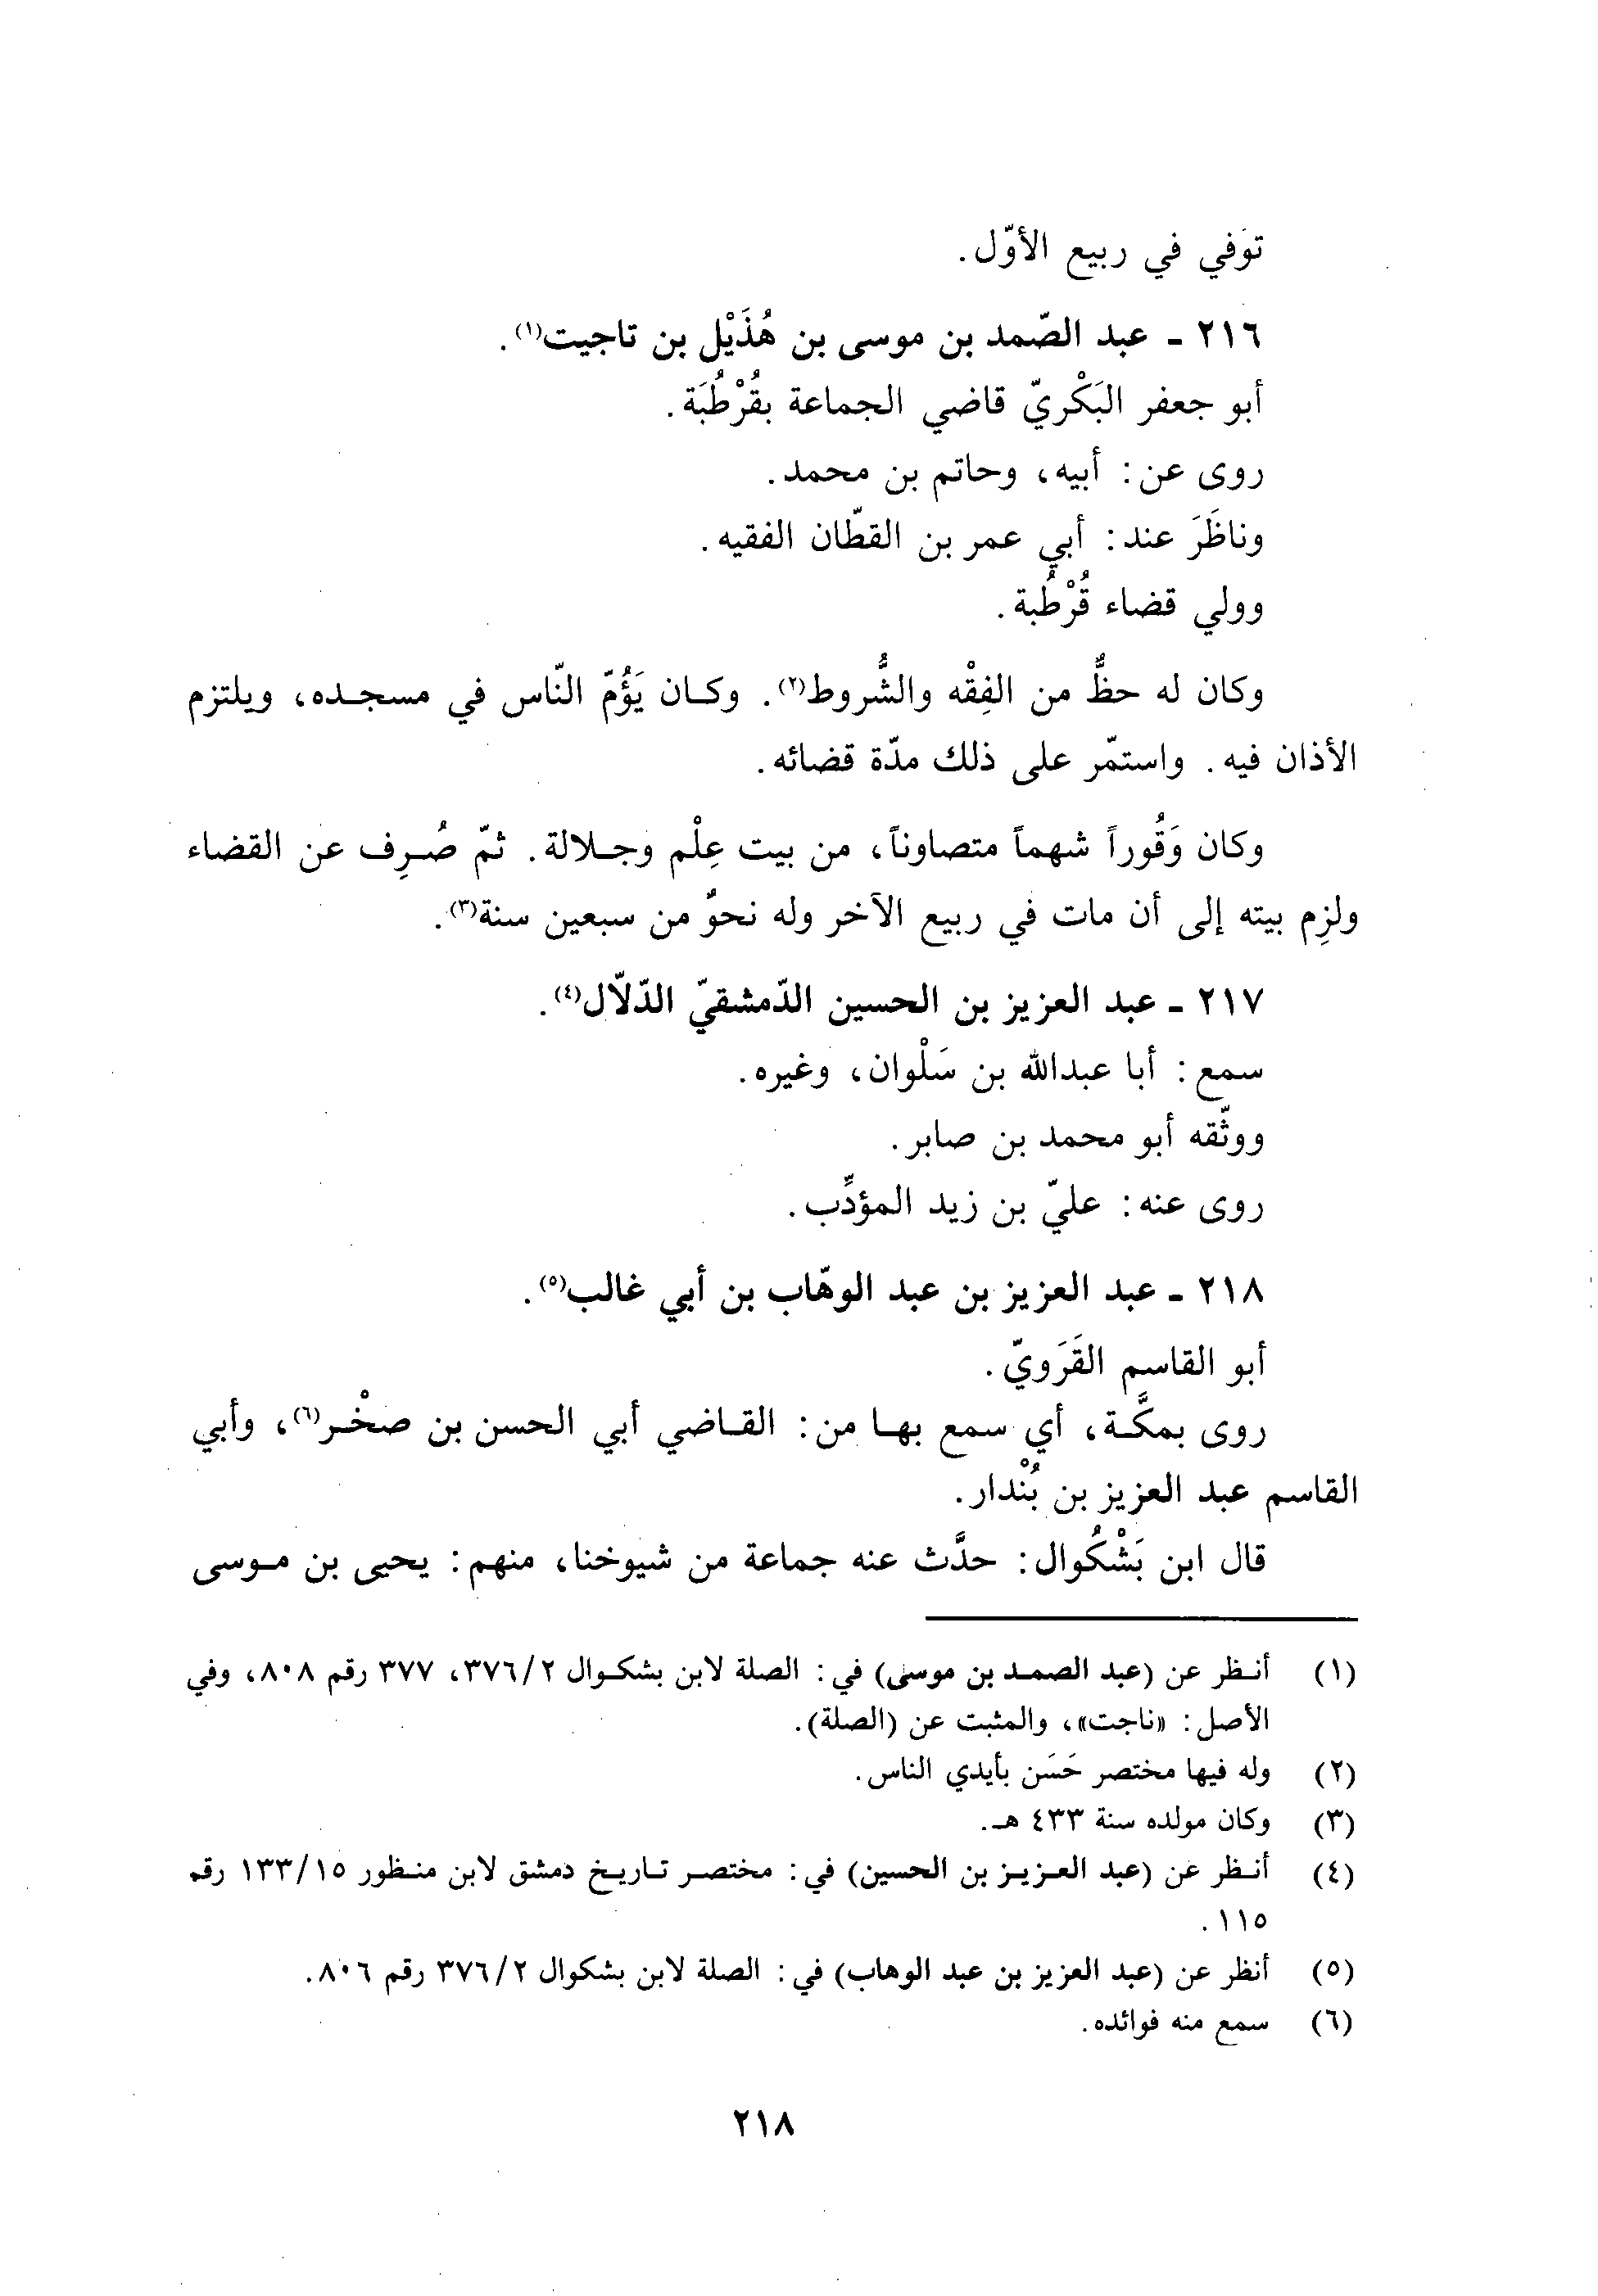 توَفي في ربيع الأوّل.
٢١٦ ـ عبد الصّمد بن موسى بن هُذَيْل بن تاجيت(١).
أبو جعفر البَكْريّ قاضي الجماعة بقُرْطُبَة.
روى عن: أبيه، وحاتم بن محمد.
وناظَرَ عند: أبي عمر بن القطّان الفقيه.
وولي قضاء قُرْطُبة.
وكان له حظٌّ من الفِقْه والشُّروط(٢). وكان يَؤُمّ النّاس في مسجده، ويلتزم
الأذان فيه. واستمّر على ذلك مدّة قضائه.
وكان وَقُوراً شهماً متصاوناً، من بيت عِلْم وجلالة. ثمّ صُرِف عن القضاء
ولزِم بيته إلى أن مات في ربيع الآخر وله نحوٌ من سبعين سنة(٣).
٢١٧ ـ عبد العزيز بن الحسين الدّمشقيّ الدّلاّل(٤).
سمع: أبا عبدالله بن سَلْوان، وغيره.
ووثّقه أبو محمد بن صابر.
روى عنه: عليّ بن زيد المؤدِّب.
٢١٨ ـ عبد العزيز بن عبد الوهّاب بن أبي غالب(٥).
أبو القاسم القَرَويّ.
روى بمكَّة، أي سمع بها من: القاضي أبي الحسن بن صخْر(٦)، وأبي
القاسم عبد العزيز بن بُنْدار.
قال ابن بَشْكُوال: حدَّث عنه جماعة من شيوخنا، منهم: يحيى بن موسى
(١) أنظر عن (عبد الصمد بن موسى) في: الصلة لابن بشكوال ٣٧٦/٢، ٣٧٧ رقم ٨٠٨، وفي
الأصل: «ناجت»، والمثبت عن (الصلة).
(٢) وله فيها مختصر حَسَن بأيدي الناس.
(٣) وكان مولده سنة ٤٣٣ هـ.
(٤) أنظر عن (عبد العزيز بن الحسين) في: مختصر تاريخ دمشق لابن منظور ١٣٣/١٥ رقم
١١٥.
(٥) أنظر عن (عبد العزيز بن عبد الوهاب) في: الصلة لابن بشكوال ٣٧٦/٢ رقم ٨٠٦.
(٦) سمع منه فوائده.
٢١٨